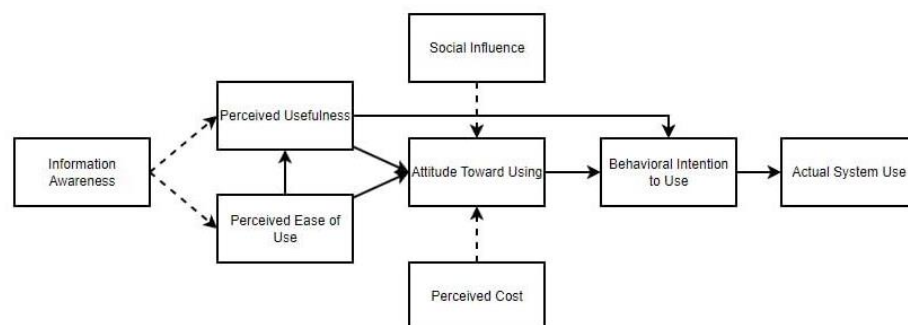 Social Influence
Perceived Usefulness
Information
Awareness
Attitude Toward Using
Behavioral Intention
to Use
Actual System Use
Perceived Ease of
Use
Perceived Cost